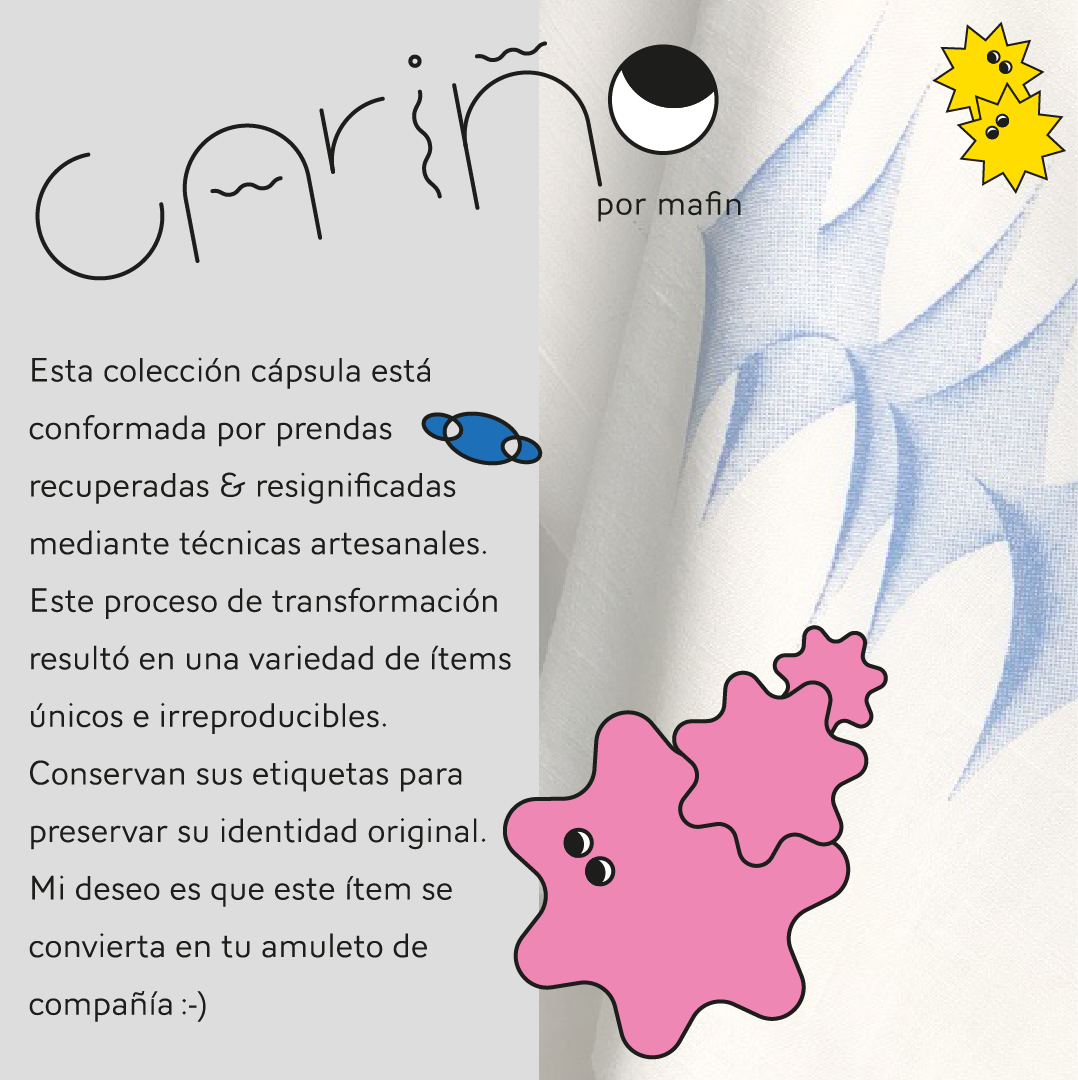 cAriño
por mafin
Esta colección cápsula está
conformada por prendas
recuperadas & resignificadas
mediante técnicas artesanales.
Este proceso de transformación
resultó en una variedad de ítems
únicos e irreproducibles.
Conservan sus etiquetas para
preservar su identidad original.
Mi deseo es que este ítem se
convierta en tu amuleto de
compañía :-)